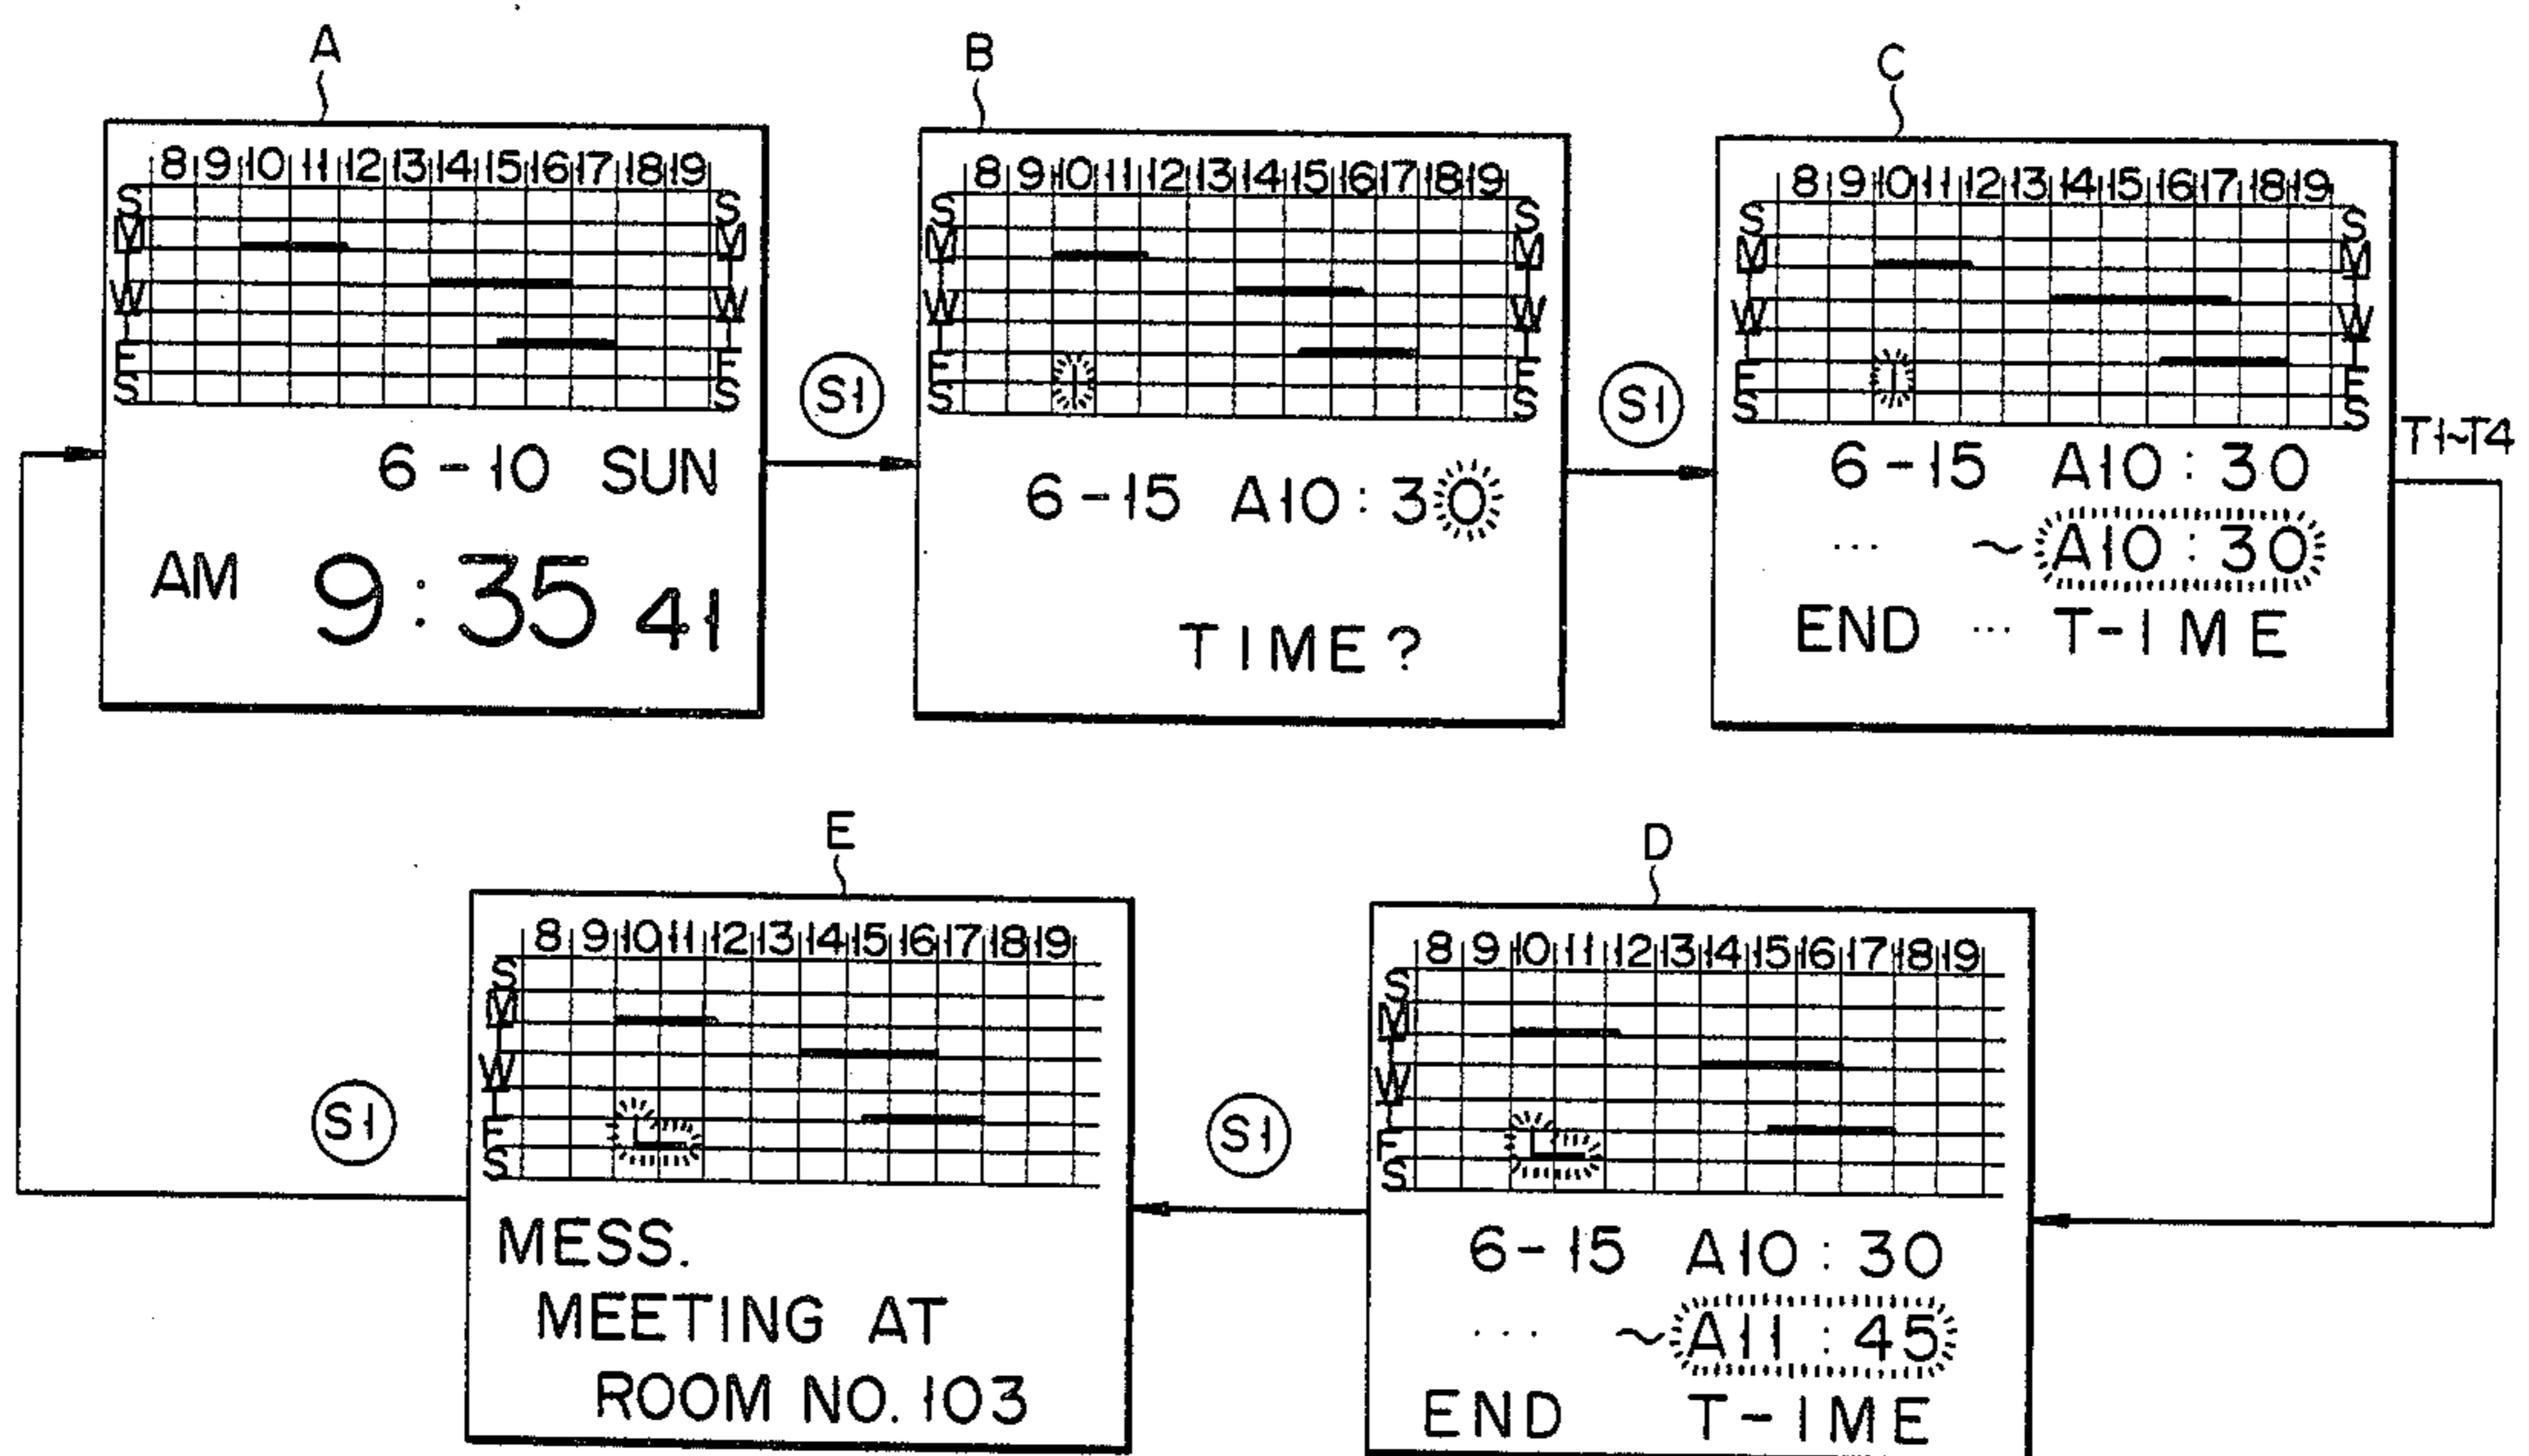 A
8 9 10 11 12 13 14 15 16 17 18 19
S S
M M
T T
W W
T T
F F
S S
6-10 SUN
AM 9:35 41
S1
B
8 9 10 11 12 13 14 15 16 17 18 19
S S
M M
T T
W W
T T
F F
S S
6-15 A10:30
TIME?
S1
C
8 9 10 11 12 13 14 15 16 17 18 19
S S
M M
T T
W W
T T
F F
S S
6-15 A10:30
... ~A10:30
END ... T-IME
T1~T4
D
8 9 10 11 12 13 14 15 16 17 18 19
S
M
T
W
T
F
S
6-15 A10:30
... ~A11:45
END T-IME
S1
E
8 9 10 11 12 13 14 15 16 17 18 19
S
M
T
W
T
F
S
MESS.
MEETING AT
ROOM NO. 103
S1